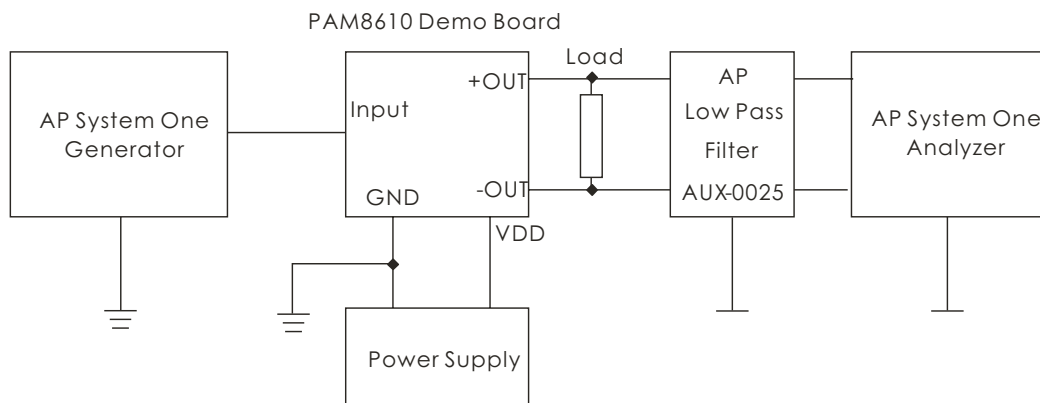 PAM8610 Demo Board
AP System One
Generator
Input
+OUT
-OUT
GND
VDD
Load
AP
Low Pass
Filter
AUX-0025
AP System One
Analyzer
Power Supply